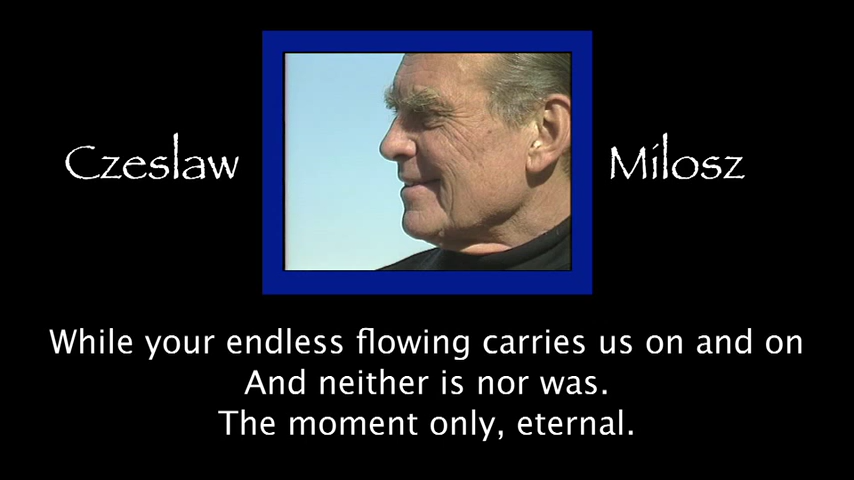 Czeslaw Milosz
While your endless flowing carries us on and on
And neither is nor was.
The moment only, eternal.